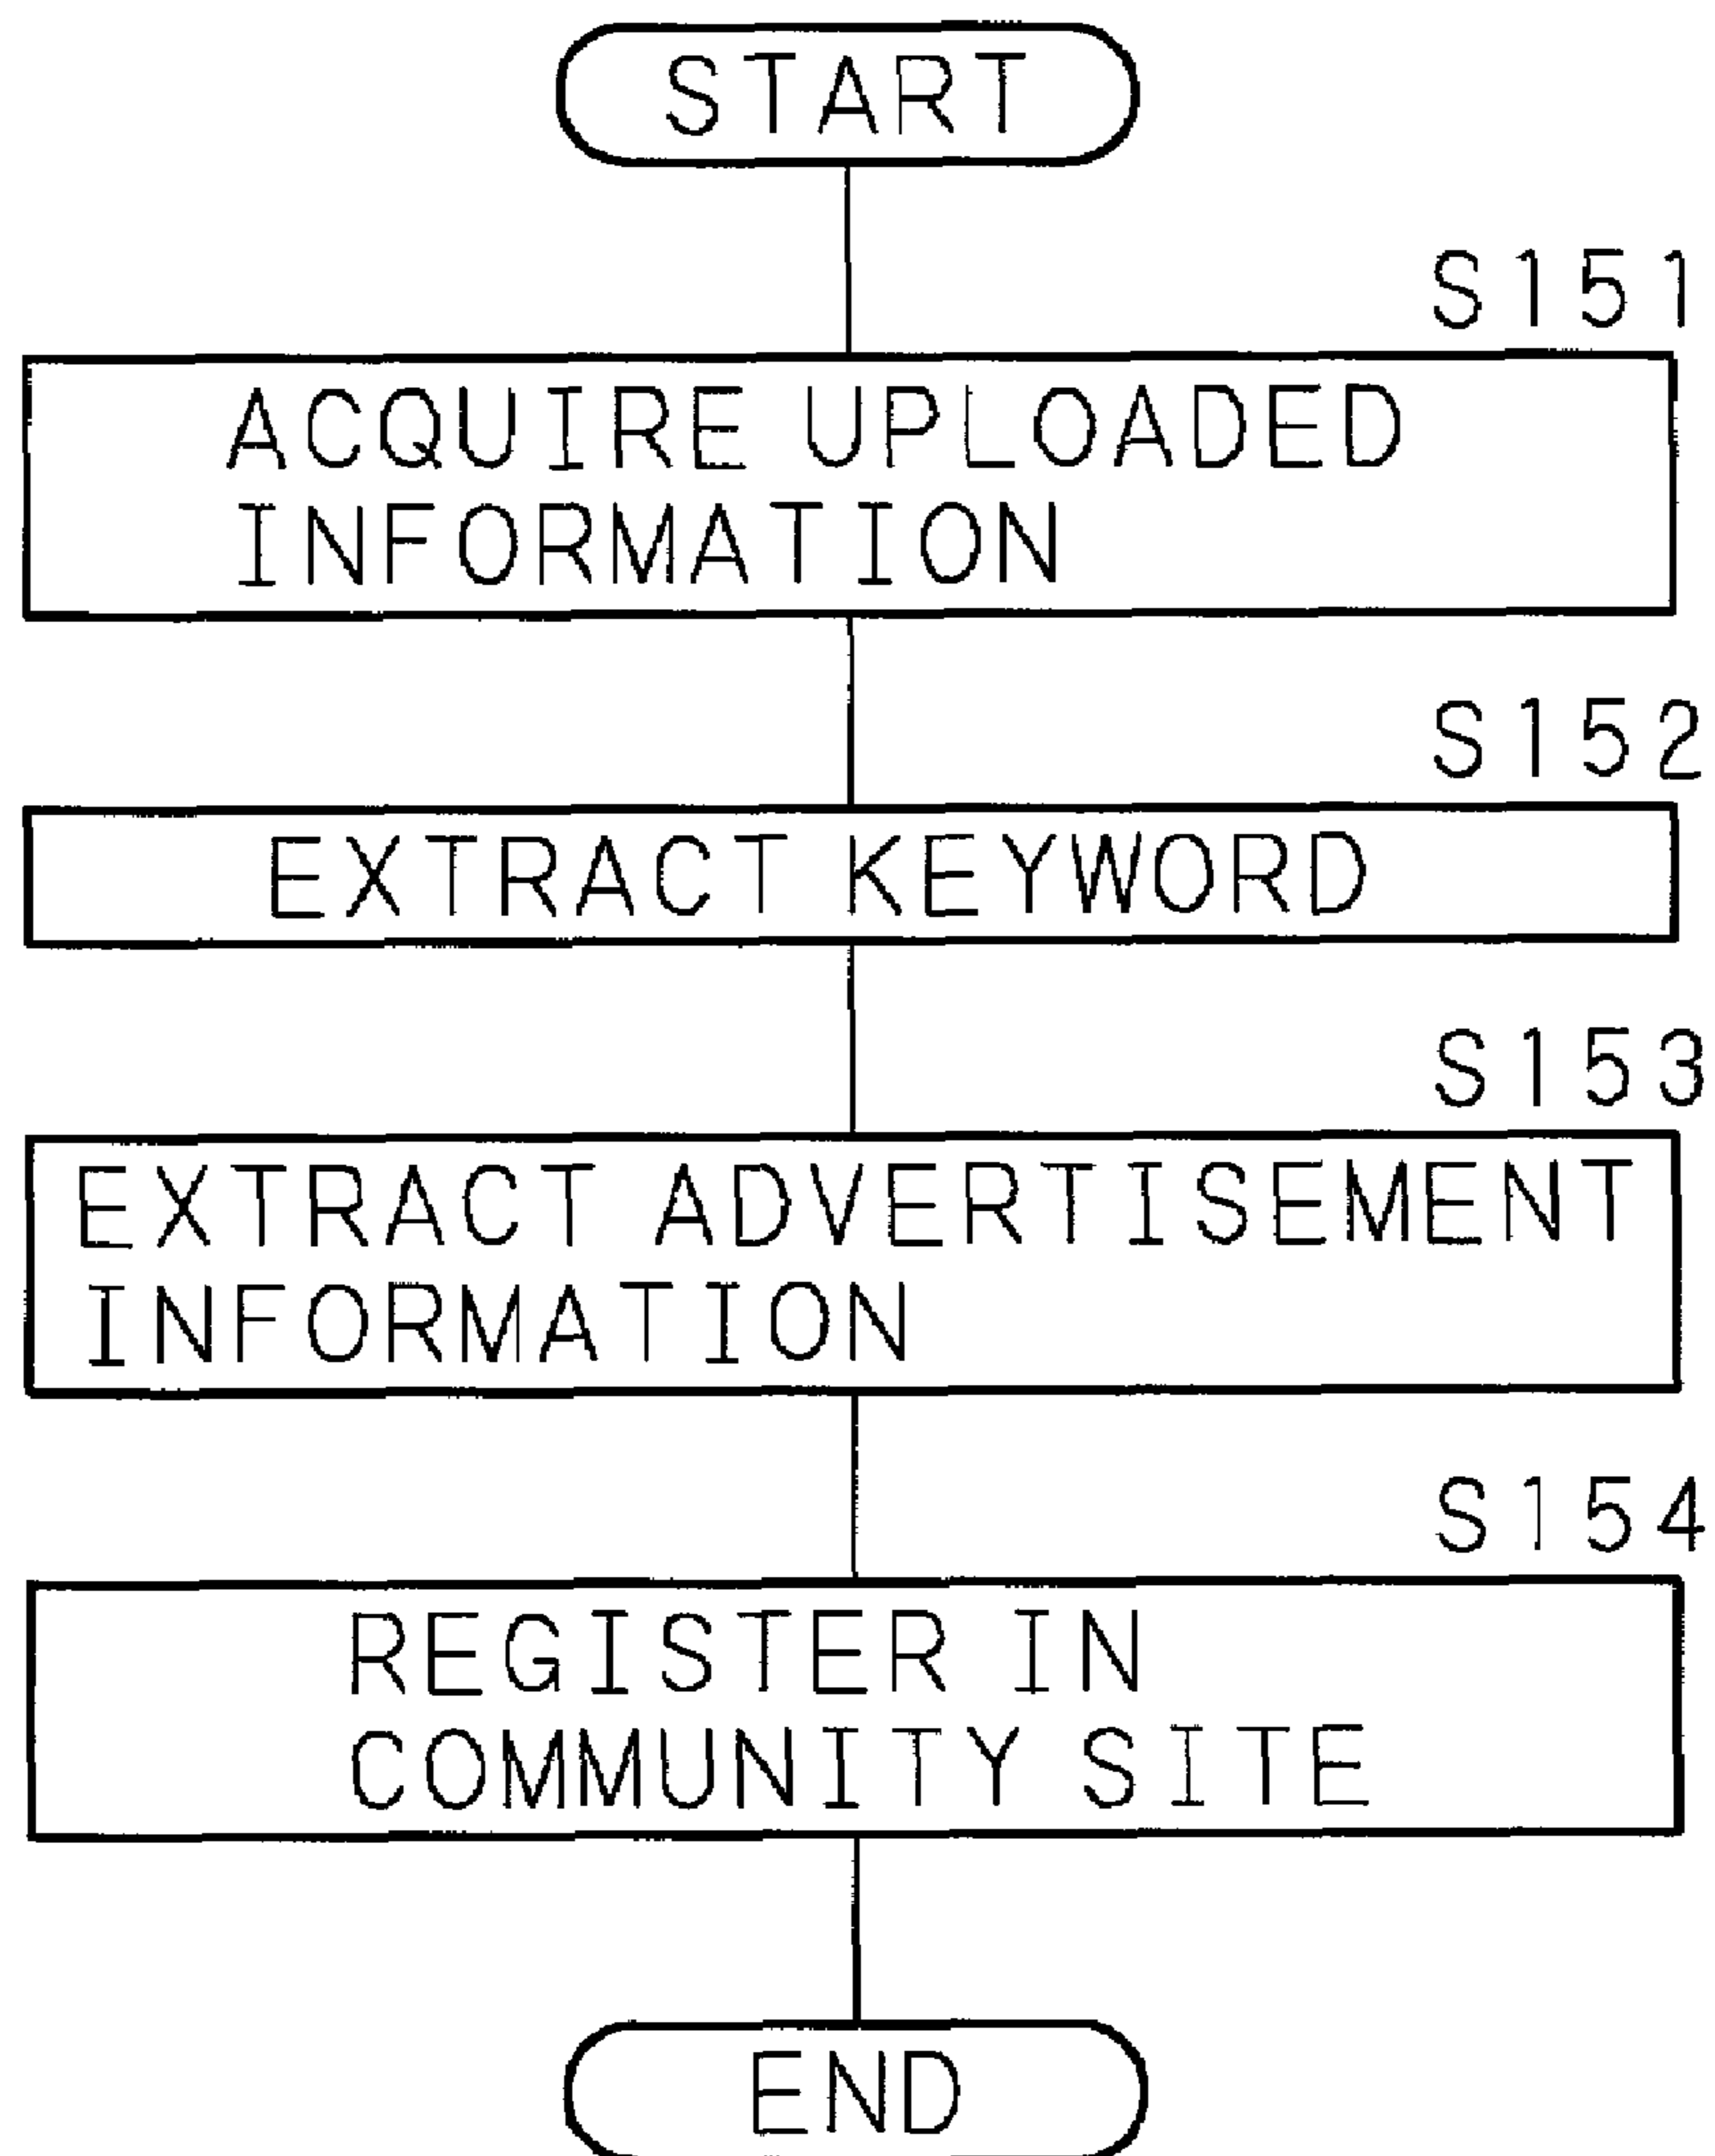 START
S151
ACQUIRE UPLOADED
INFORMATION
S152
EXTRACT KEYWORD
S153
EXTRACT ADVERTISEMENT
INFORMATION
S154
REGISTER IN
COMMUNITY SITE
END